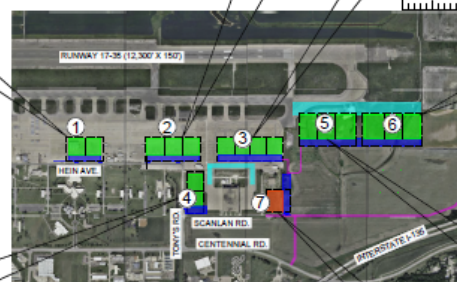 RUNWAY 17-35 (12,300' X 150')
1
2
3
5
6
HEIN AVE.
4
7
TONY'S RD.
SCANLAN RD.
CENTENNIAL RD.
INTERSTATE I-135